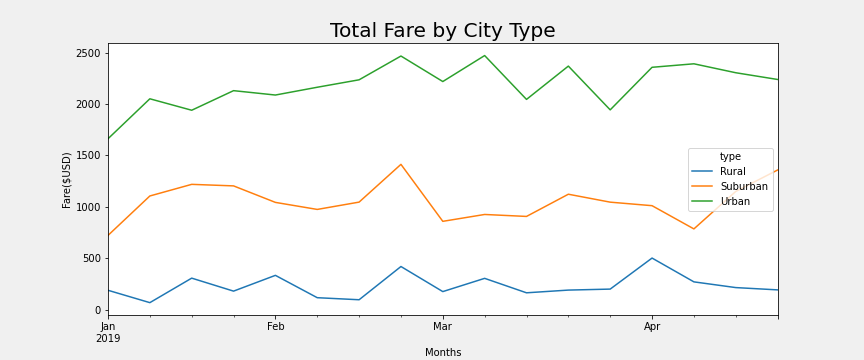 Total Fare by City Type
Fare($USD)
2500
2000
1500
1000
500
0
type
Rural
Suburban
Urban
Jan
2019
Feb
Mar
Apr
Months